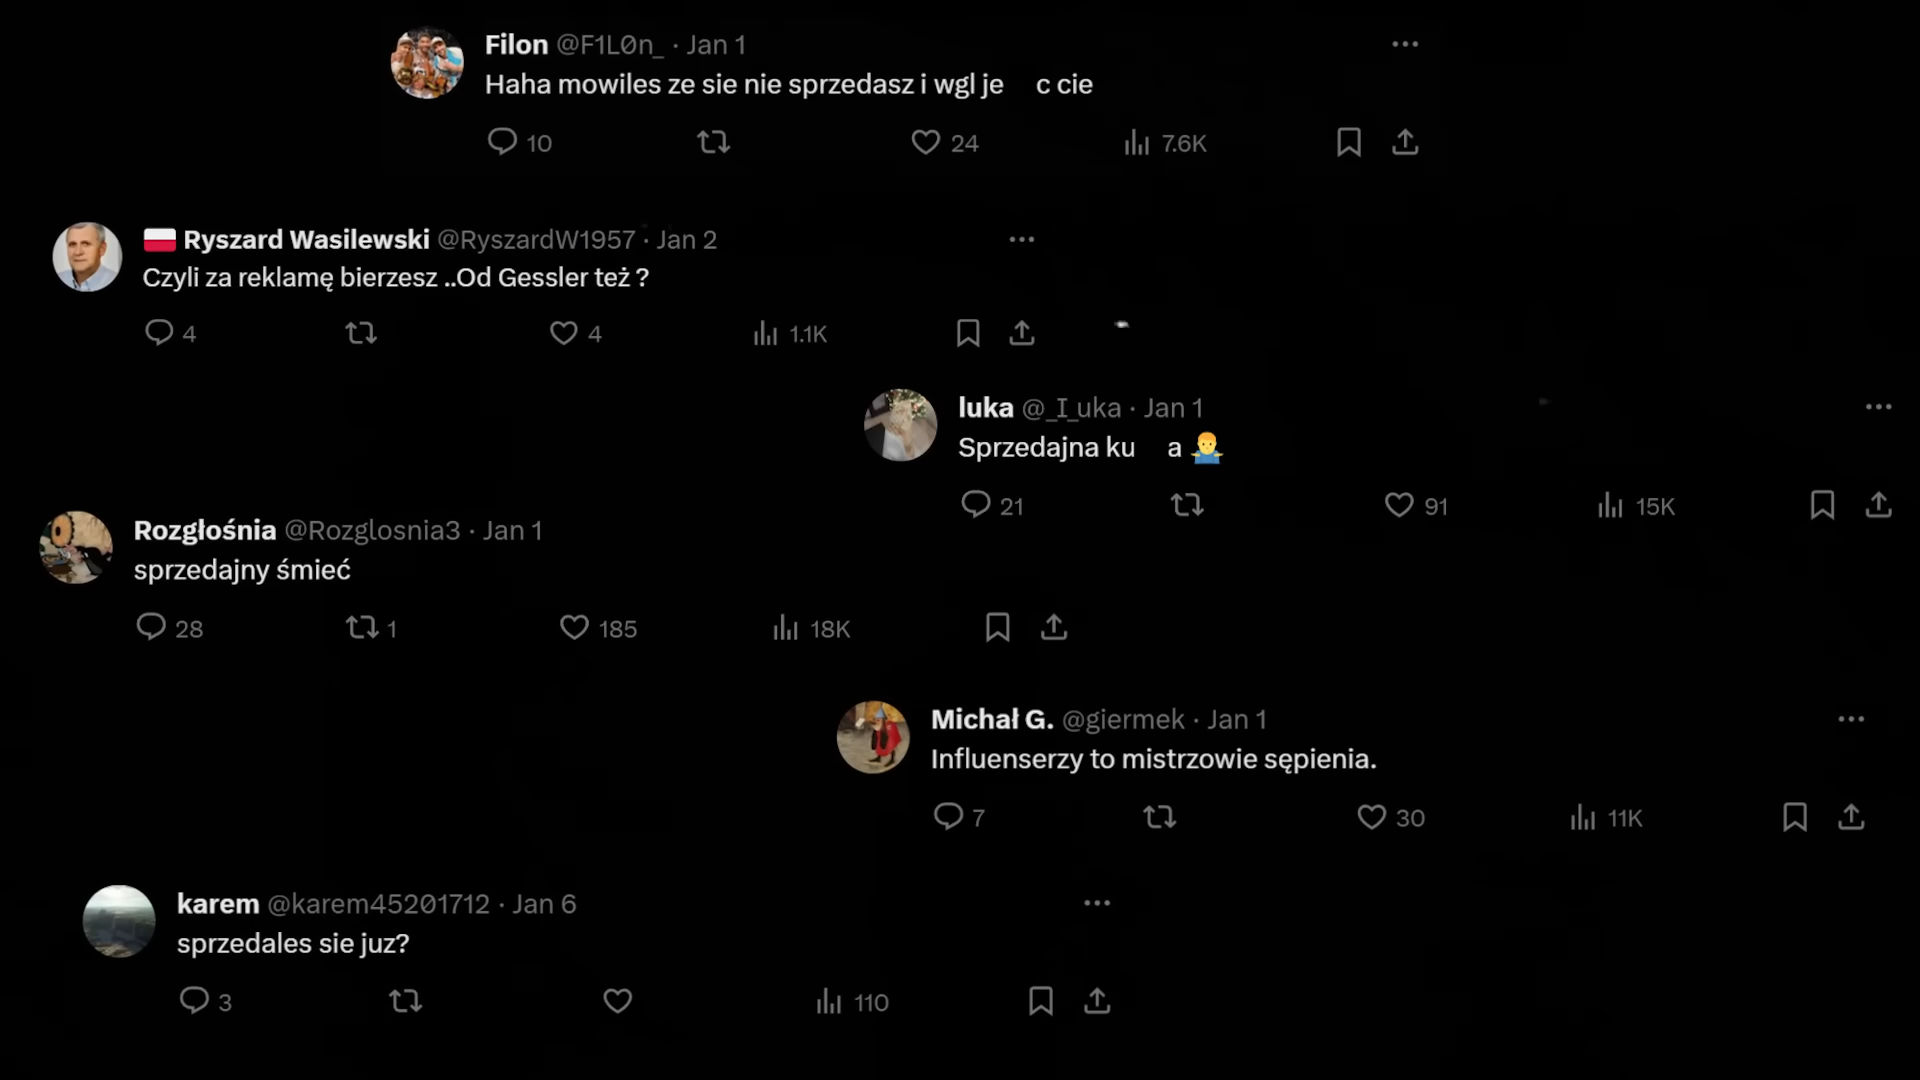 Filon @F1L0n_ · Jan 1
Haha mowiles ze sie nie sprzedasz i wgl je c cie
10 24 7.6K
Ryszard Wasilewski @RyszardW1957 · Jan 2
Czyli za reklamę bierzesz ..Od Gessler też ?
4 4 1.1K
luka @_I_uka · Jan 1
Sprzedajna ku a 🤷‍♂️
21 91 15K
Rozgłośnia @Rozglosnia3 · Jan 1
sprzedajny śmieć
28 1 185 18K
Michał G. @giermek · Jan 1
Influenserzy to mistrzowie sępienia.
7 30 11K
karem @karem45201712 · Jan 6
sprzedales sie juz?
3 110